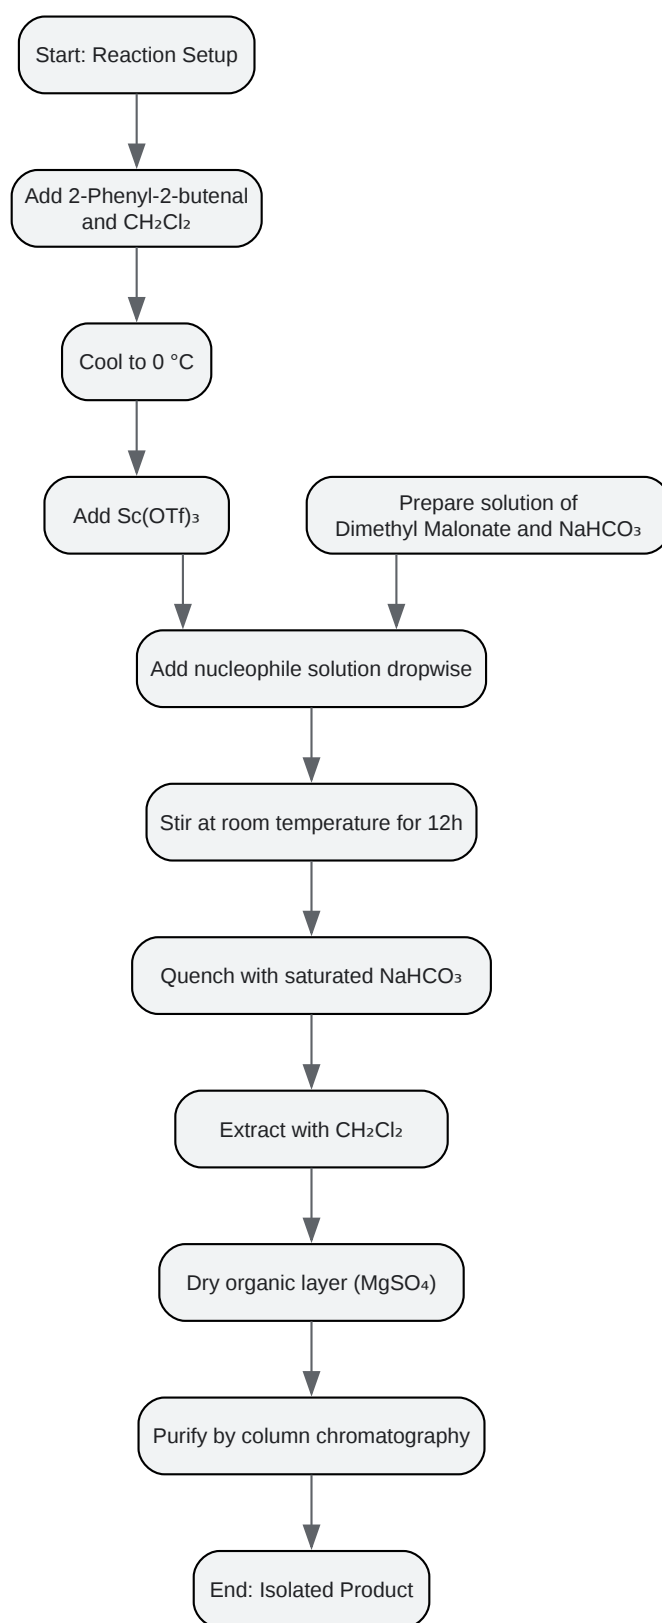 Start: Reaction Setup
Add 2-Phenyl-2-butenal
and CH₂Cl₂
Cool to 0 °C
Add Sc(OTf)₃
Prepare solution of
Dimethyl Malonate and NaHCO₃
Add nucleophile solution dropwise
Stir at room temperature for 12h
Quench with saturated NaHCO₃
Extract with CH₂Cl₂
Dry organic layer (MgSO₄)
Purify by column chromatography
End: Isolated Product